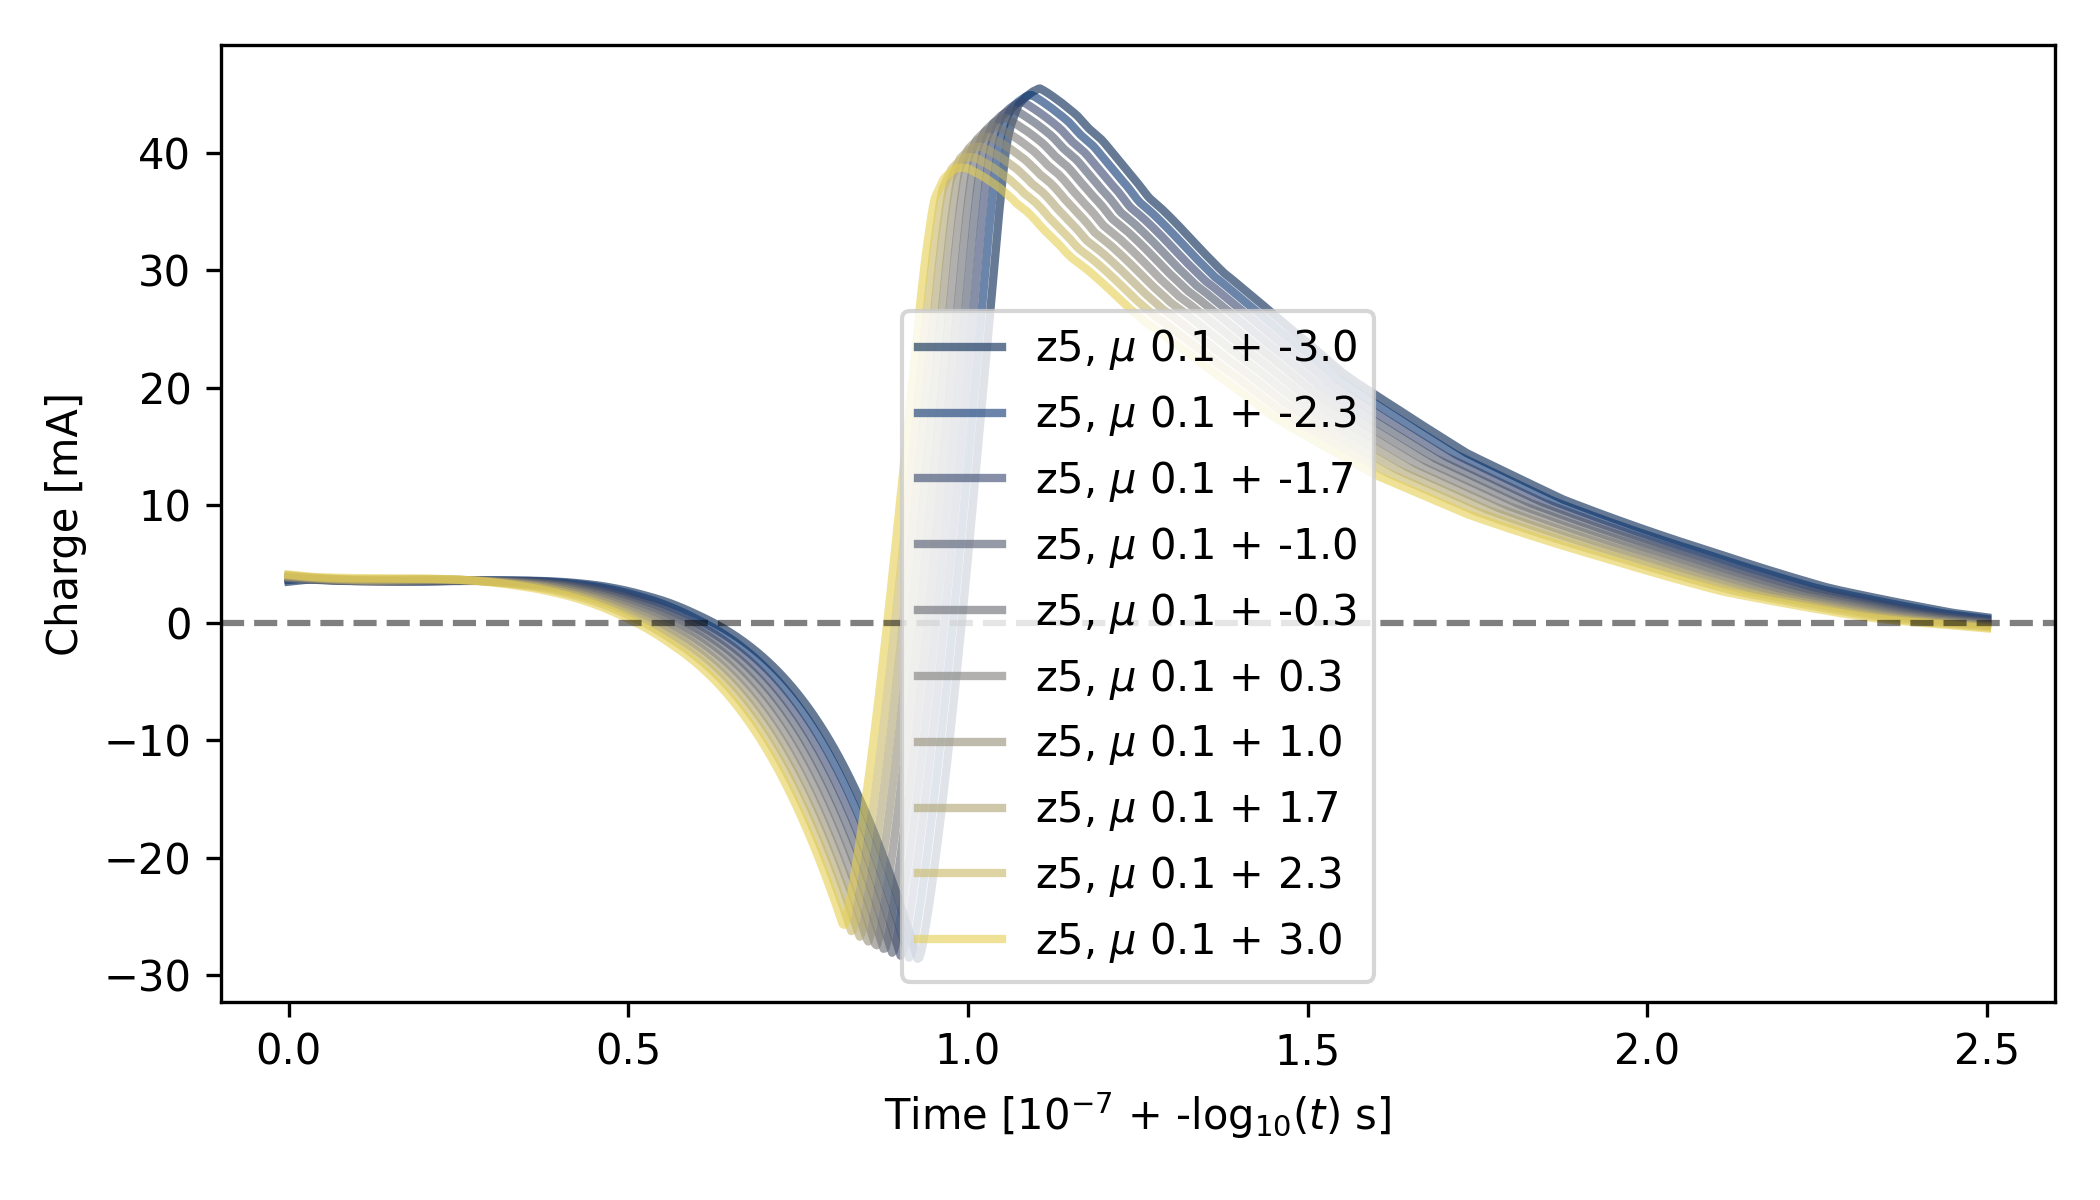 Charge [mA]
40
30
20
10
0
−10
−20
−30
z5, μ 0.1 + -3.0
z5, μ 0.1 + -2.3
z5, μ 0.1 + -1.7
z5, μ 0.1 + -1.0
z5, μ 0.1 + -0.3
z5, μ 0.1 + 0.3
z5, μ 0.1 + 1.0
z5, μ 0.1 + 1.7
z5, μ 0.1 + 2.3
z5, μ 0.1 + 3.0
0.0 0.5 1.0 1.5 2.0 2.5
Time [10⁻⁷ + -log₁₀(t) s]